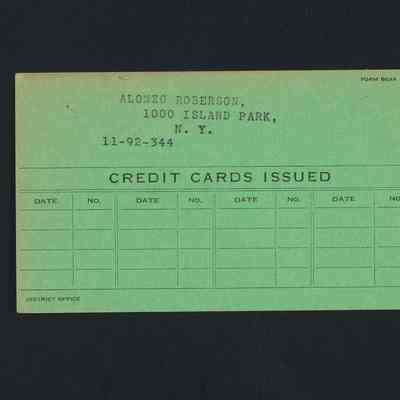 FORM 860A
ALONZO ROBERSON,
1000 ISLAND PARK,
N. Y.
11-92-344
CREDIT CARDS ISSUED
DATE NO. DATE NO. DATE NO. DATE NO
DISTRICT OFFICE